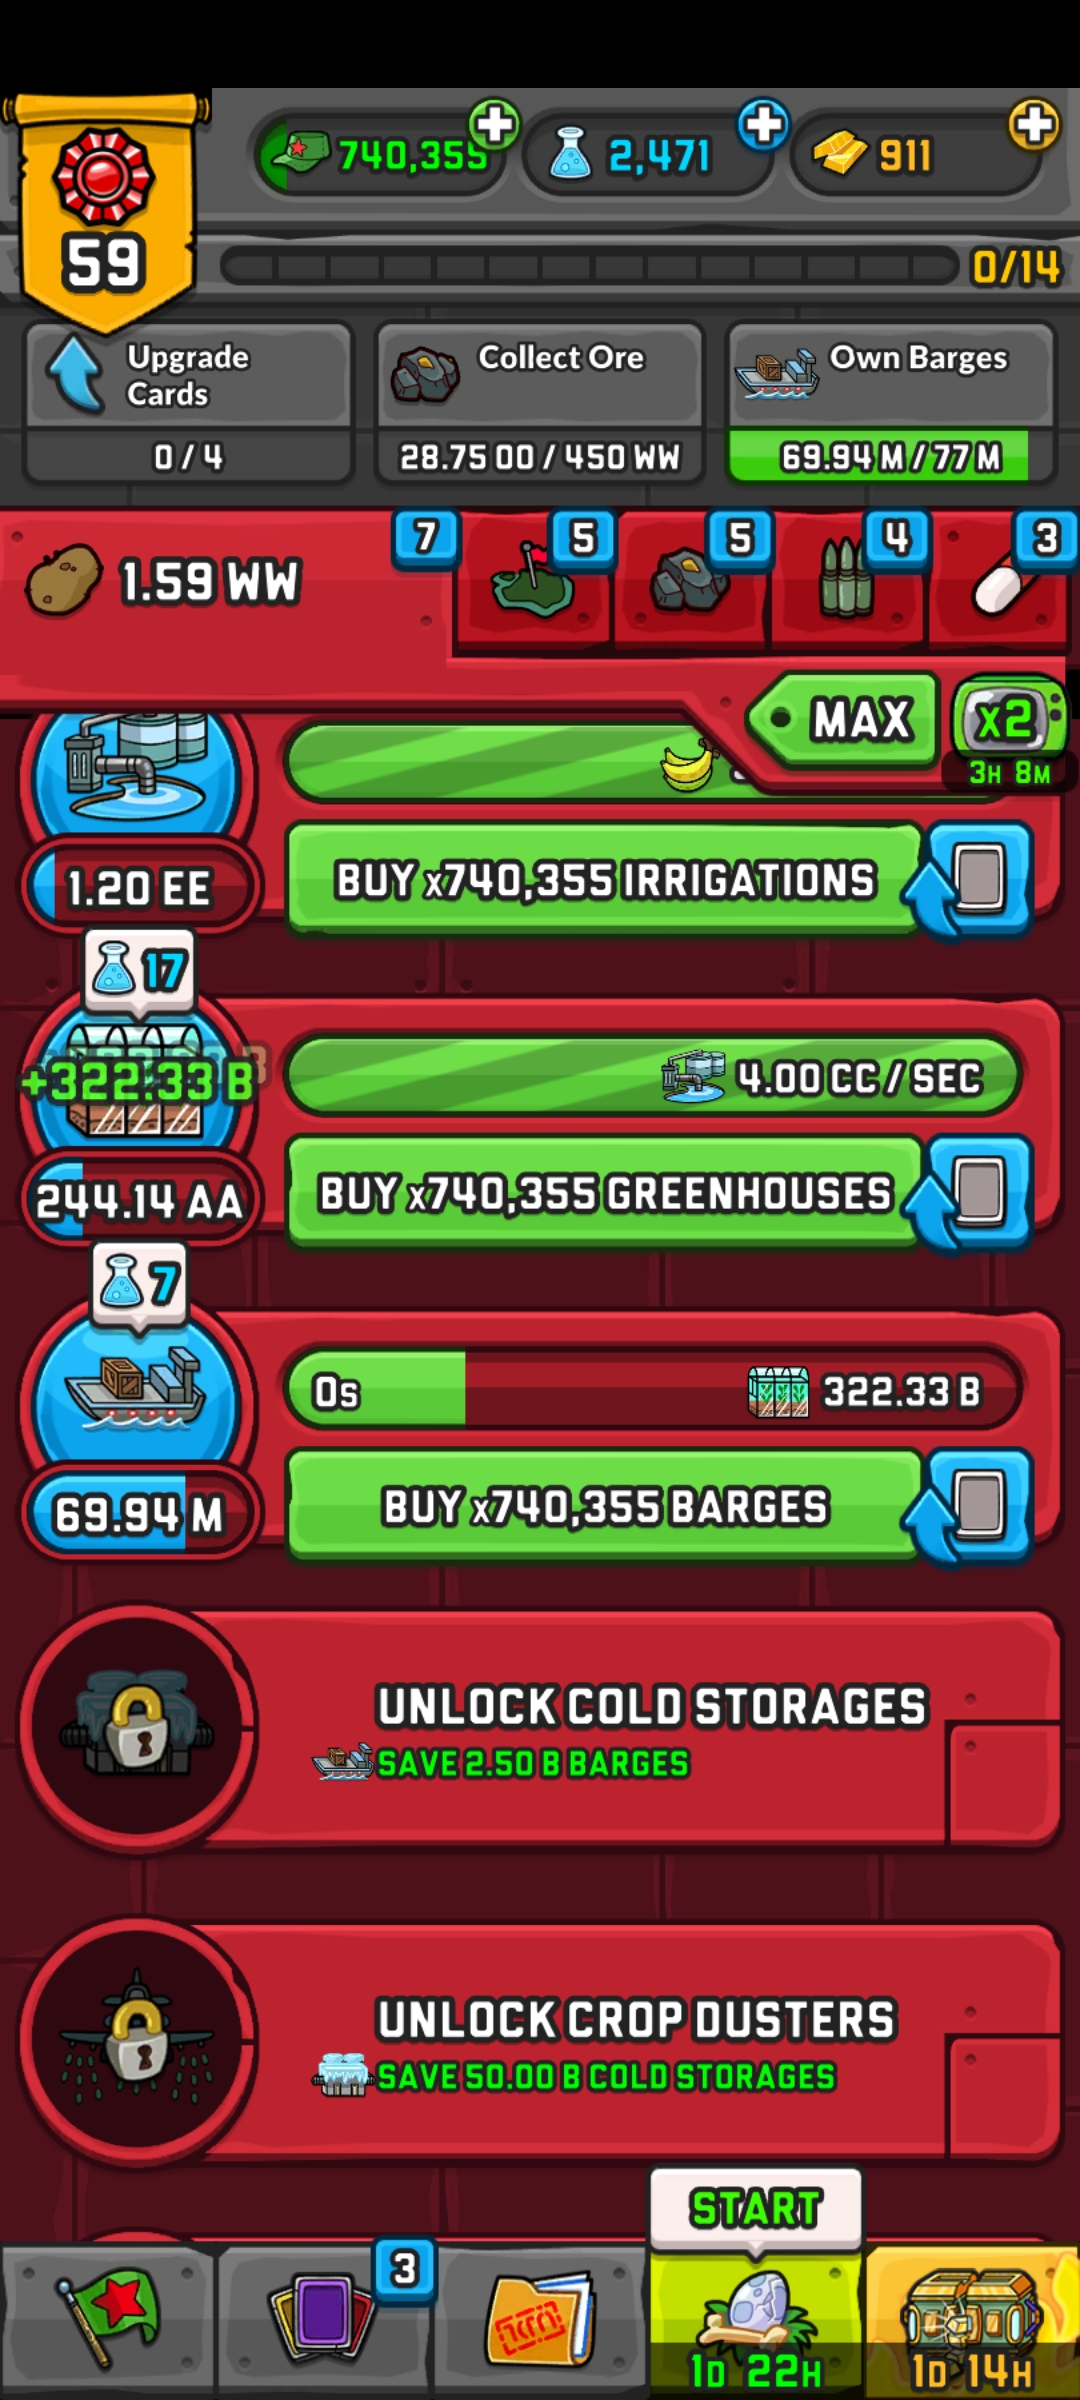 740,355
2,471
911
59
0/14
Upgrade
Cards
0 / 4
Collect Ore
28.75 OO / 450 WW
Own Barges
69.94 M / 77 M
1.59 WW
7
5
5
4
3
MAX
x2
3H 8M
1.20 EE
BUY x740,355 IRRIGATIONS
17
+322.33 B
4.00 CC / SEC
244.14 AA
BUY x740,355 GREENHOUSES
7
0s
322.33 B
69.94 M
BUY x740,355 BARGES
UNLOCK COLD STORAGES
SAVE 2.50 B BARGES
UNLOCK CROP DUSTERS
SAVE 50.00 B COLD STORAGES
START
3
1D 22H
1D 14H